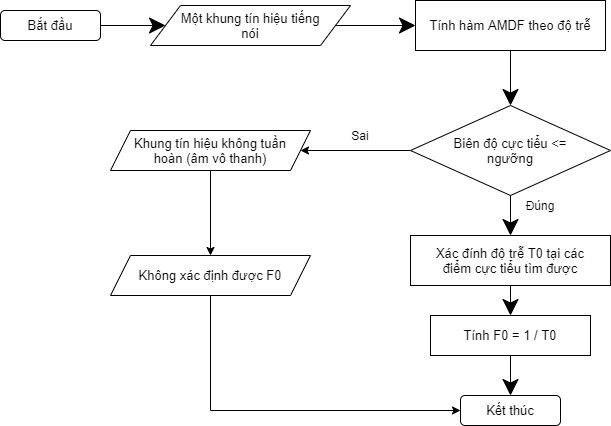 Bắt đầu
Một khung tín hiệu tiếng
nói
Tính hàm AMDF theo độ trễ
Biên độ cực tiểu <=
ngưỡng
Sai
Khung tín hiệu không tuần
hoàn (âm vô thanh)
Đúng
Không xác định được F0
Xác đính độ trễ T0 tại các
điểm cực tiểu tìm được
Tính F0 = 1 / T0
Kết thúc